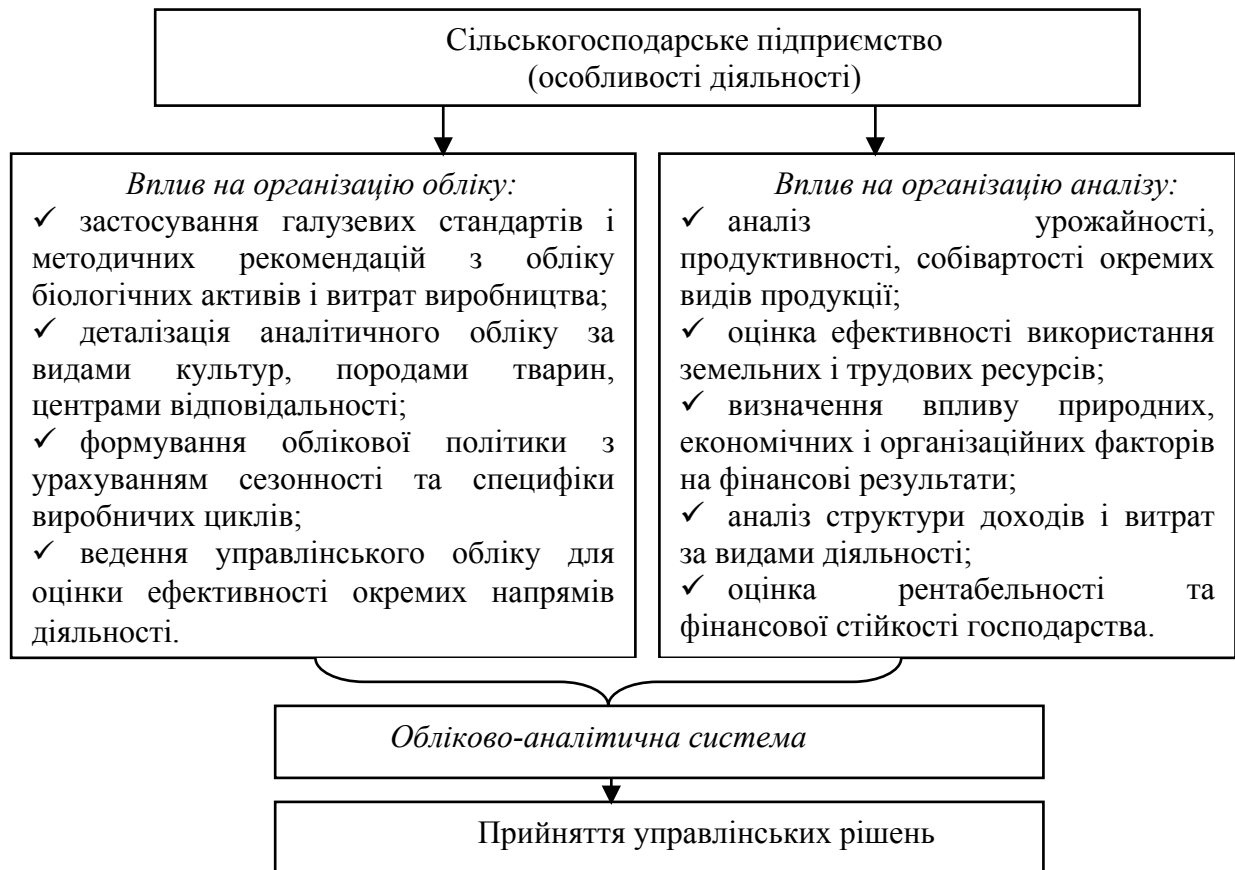 Сільськогосподарське підприємство
(особливості діяльності)
Вплив на організацію обліку:
✓ застосування галузевих стандартів і
методичних рекомендацій з обліку
біологічних активів і витрат виробництва;
✓ деталізація аналітичного обліку за
видами культур, породами тварин,
центрами відповідальності;
✓ формування облікової політики з
урахуванням сезонності та специфіки
виробничих циклів;
✓ ведення управлінського обліку для
оцінки ефективності окремих напрямів
діяльності.
Вплив на організацію аналізу:
✓ аналіз урожайності,
продуктивності, собівартості окремих
видів продукції;
✓ оцінка ефективності використання
земельних і трудових ресурсів;
✓ визначення впливу природних,
економічних і організаційних факторів
на фінансові результати;
✓ аналіз структури доходів і витрат
за видами діяльності;
✓ оцінка рентабельності та
фінансової стійкості господарства.
Обліково-аналітична система
Прийняття управлінських рішень